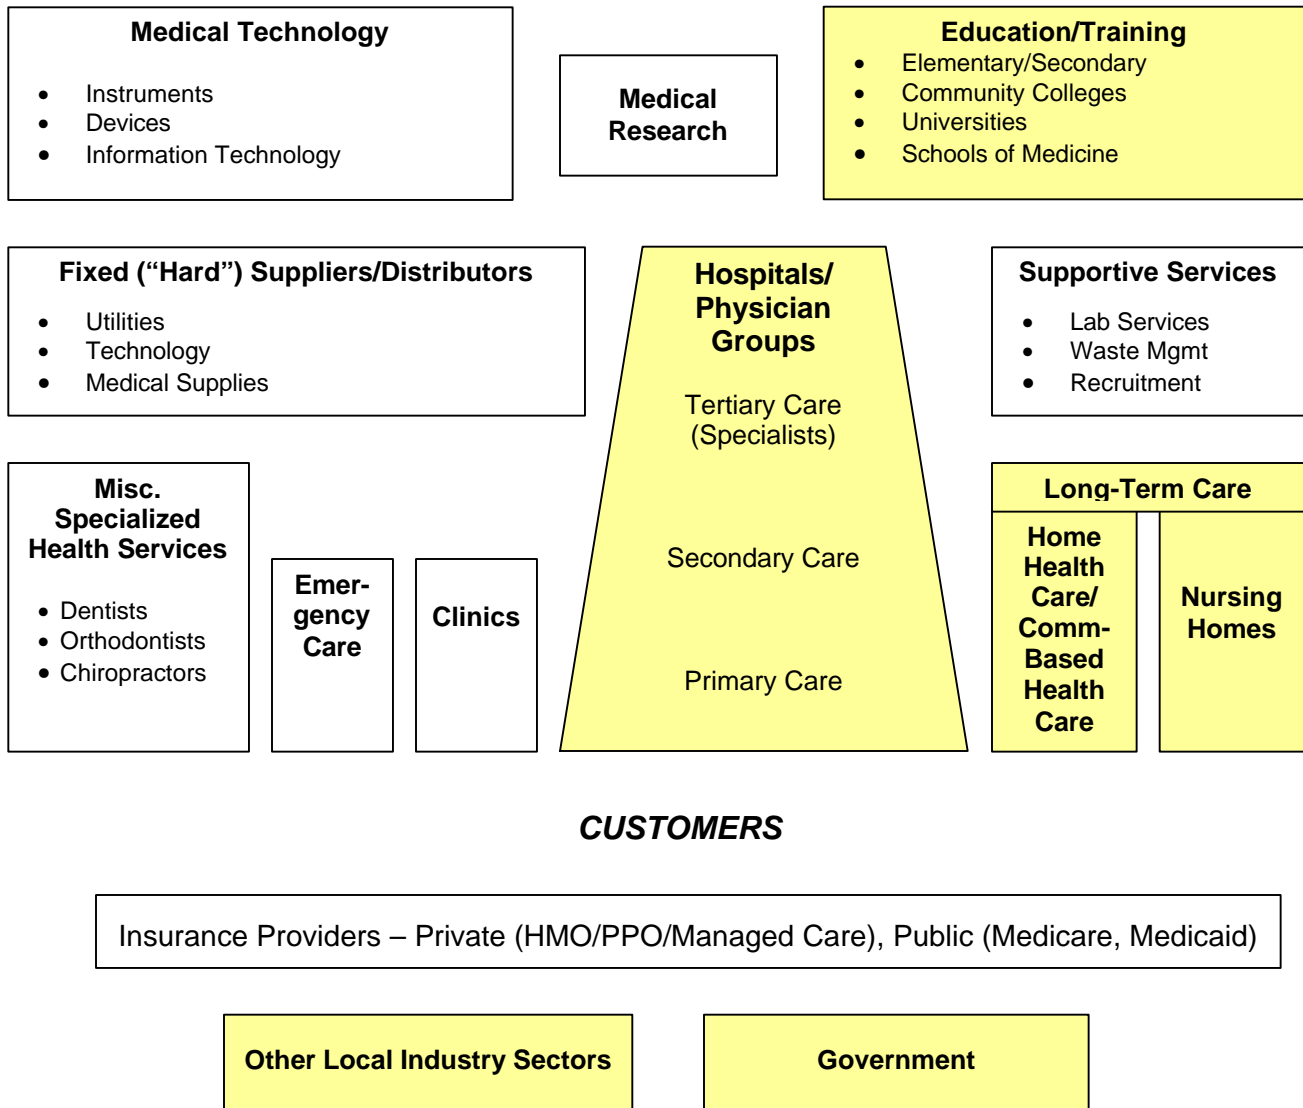 Medical Technology
• Instruments
• Devices
• Information Technology
Medical
Research
Education/Training
• Elementary/Secondary
• Community Colleges
• Universities
• Schools of Medicine
Fixed (“Hard”) Suppliers/Distributors
• Utilities
• Technology
• Medical Supplies
Hospitals/
Physician
Groups
Tertiary Care
(Specialists)
Secondary Care
Primary Care
Supportive Services
• Lab Services
• Waste Mgmt
• Recruitment
Misc.
Specialized
Health Services
• Dentists
• Orthodontists
• Chiropractors
Emer-
gency
Care
Clinics
Long-Term Care
Home
Health
Care/
Comm-
Based
Health
Care
Nursing
Homes
CUSTOMERS
Insurance Providers – Private (HMO/PPO/Managed Care), Public (Medicare, Medicaid)
Other Local Industry Sectors
Government